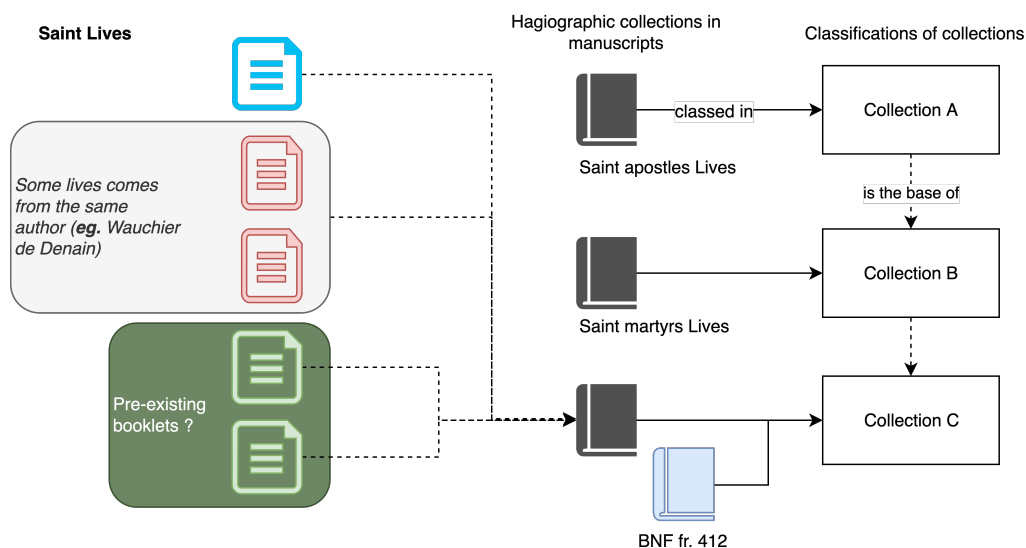 Saint Lives
Hagiographic collections in
manuscripts
Classifications of collections
classed in
Collection A
Saint apostles Lives
Some lives comes
from the same
author (eg. Wauchier
de Denain)
is the base of
Collection B
Saint martyrs Lives
Pre-existing
booklets ?
Collection C
BNF fr. 412